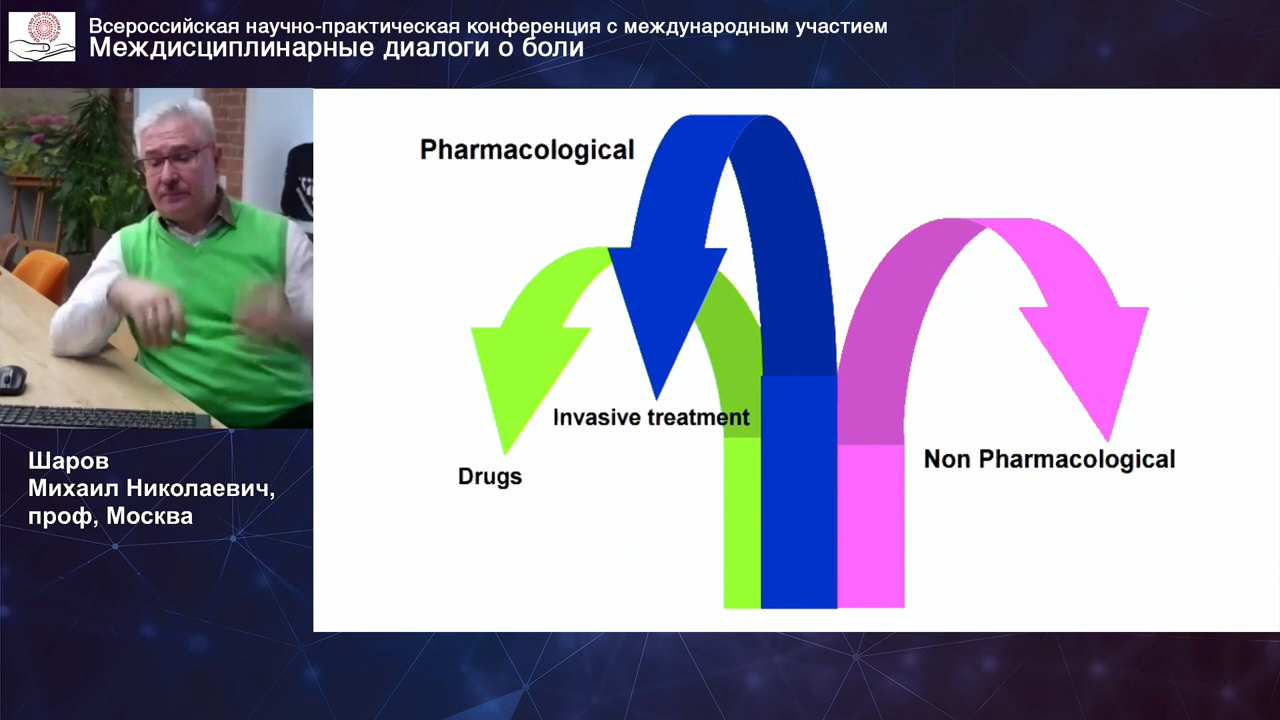 Всероссийская научно-практическая конференция с международным участием
Междисциплинарные диалоги о боли
Pharmacological
Invasive treatment
Drugs
Non Pharmacological
Шаров
Михаил Николаевич,
проф, Москва